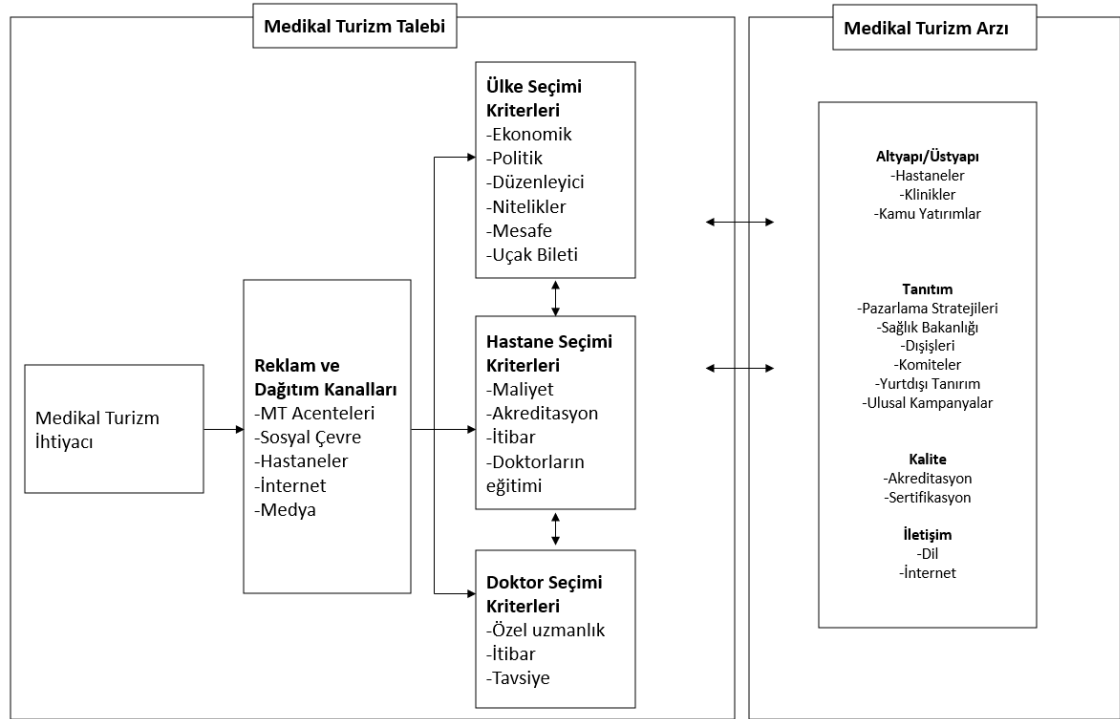 Medikal Turizm Talebi
Medikal Turizm İhtiyacı
Reklam ve
Dağıtım Kanalları
-MT Acenteleri
-Sosyal Çevre
-Hastaneler
-İnternet
-Medya
Ülke Seçimi
Kriterleri
-Ekonomik
-Politik
-Düzenleyici
-Nitelikler
-Mesafe
-Uçak Bileti
Hastane Seçimi
Kriterleri
-Maliyet
-Akreditasyon
-İtibar
-Doktorların
eğitimi
Doktor Seçimi
Kriterleri
-Özel uzmanlık
-İtibar
-Tavsiye
Medikal Turizm Arzı
Altyapı/Üstyapı
-Hastaneler
-Klinikler
-Kamu Yatırımlar
Tanıtım
-Pazarlama Stratejileri
-Sağlık Bakanlığı
-Dışişleri
-Komiteler
-Yurtdışı Tanırım
-Ulusal Kampanyalar
Kalite
-Akreditasyon
-Sertifikasyon
İletişim
-Dil
-İnternet